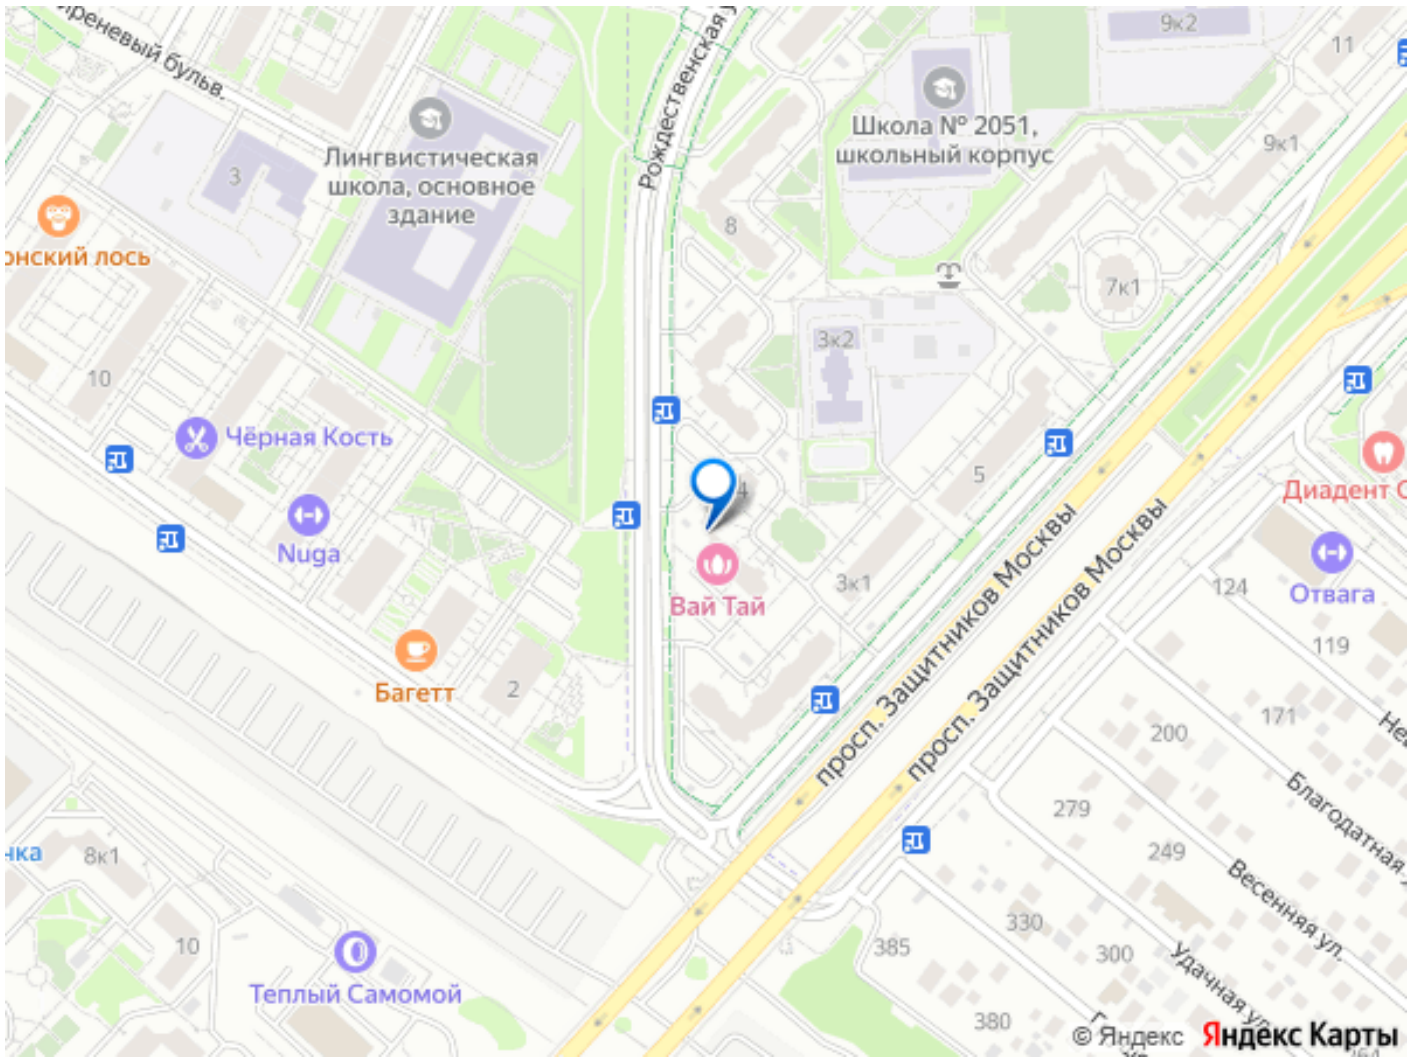 Рождественская
9к2
11
9к1
Школа № 2051,
школьный корпус
Лингвистическая
школа, основное
здание
3
8
онский лось
7к1
3к2
10
Чёрная Кость
Nuga
4
5
Диадент
Вай Тай
3к1
124
Отвага
119
Багетт
2
просп. Защитников Москвы
просп. Защитников Москвы
171
200
279
249
Благодатная
Весенняя ул.
8к1
330
385
300
10
Удачная ул.
Теплый Самомой
380
© Яндекс Яндекс Карты